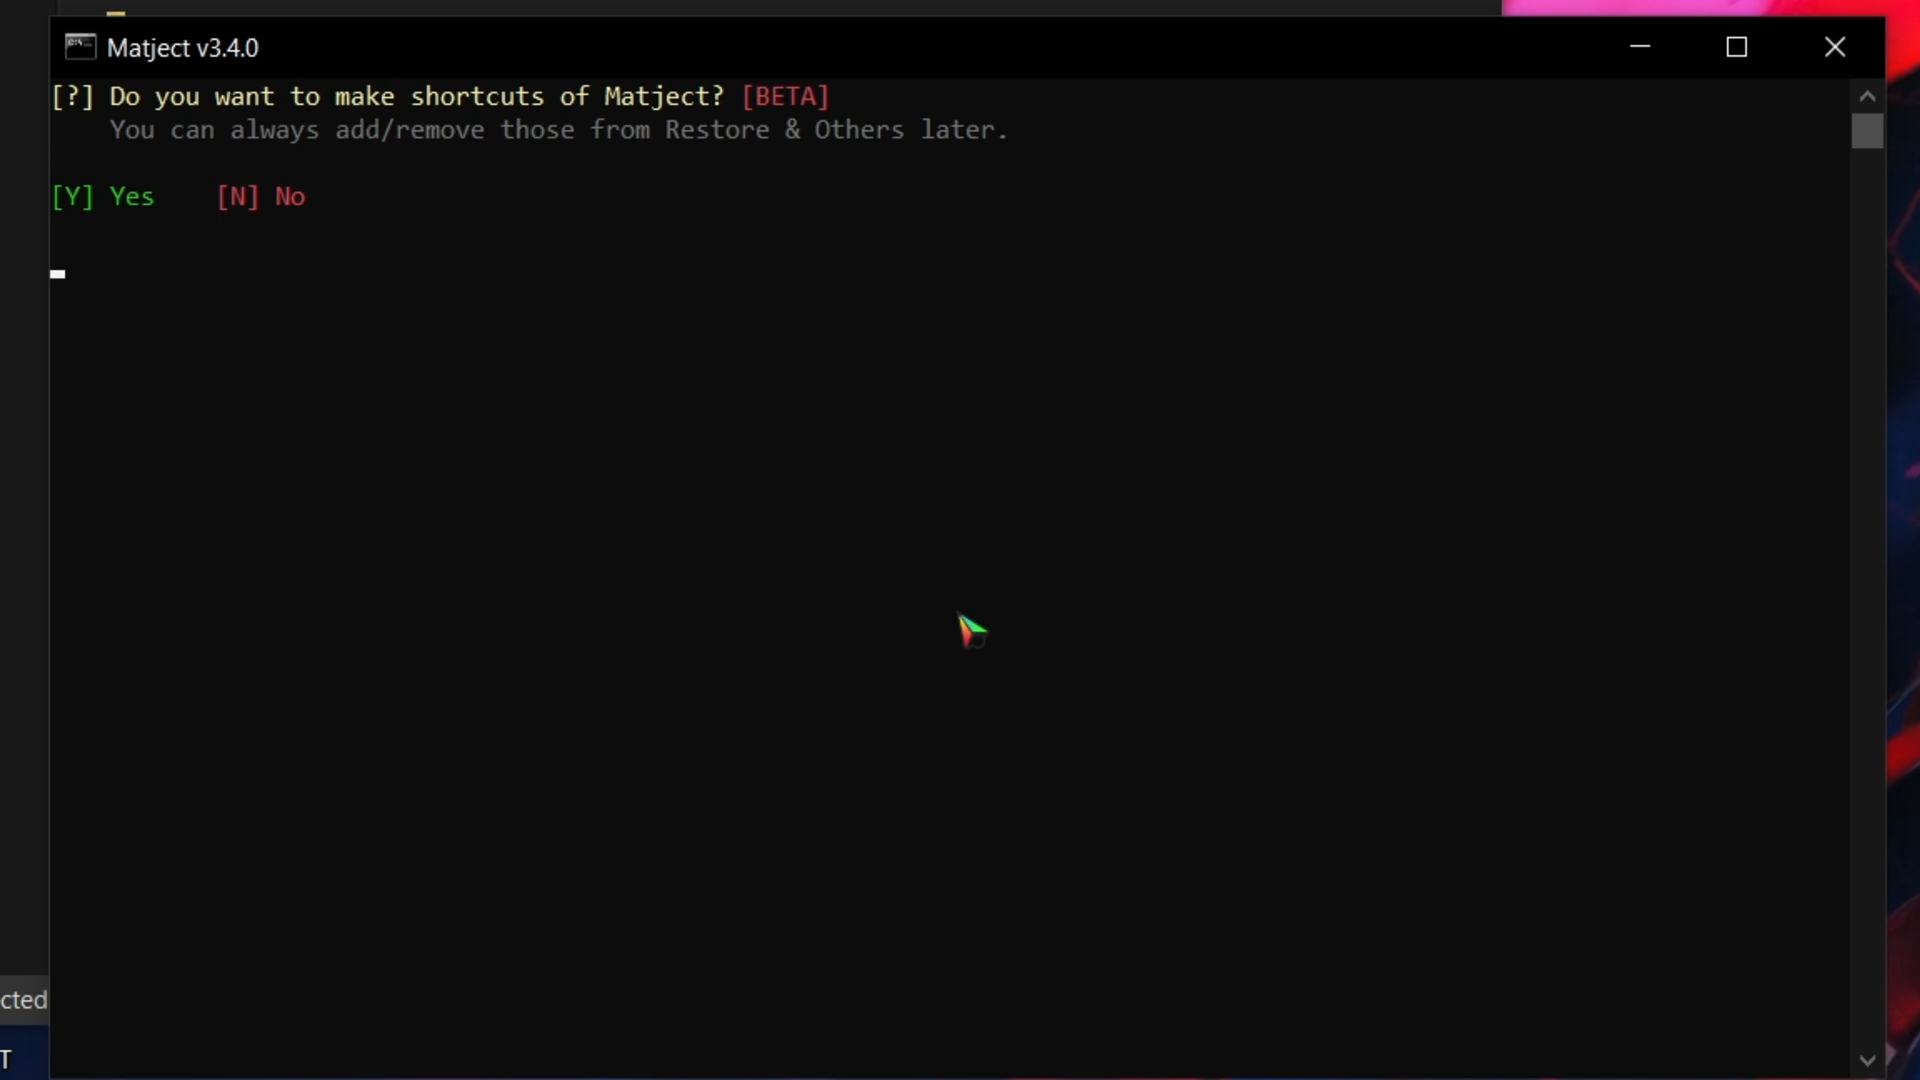 Matject v3.4.0
[?] Do you want to make shortcuts of Matject? [BETA]
You can always add/remove those from Restore & Others later.
[Y] Yes [N] No
cted
T